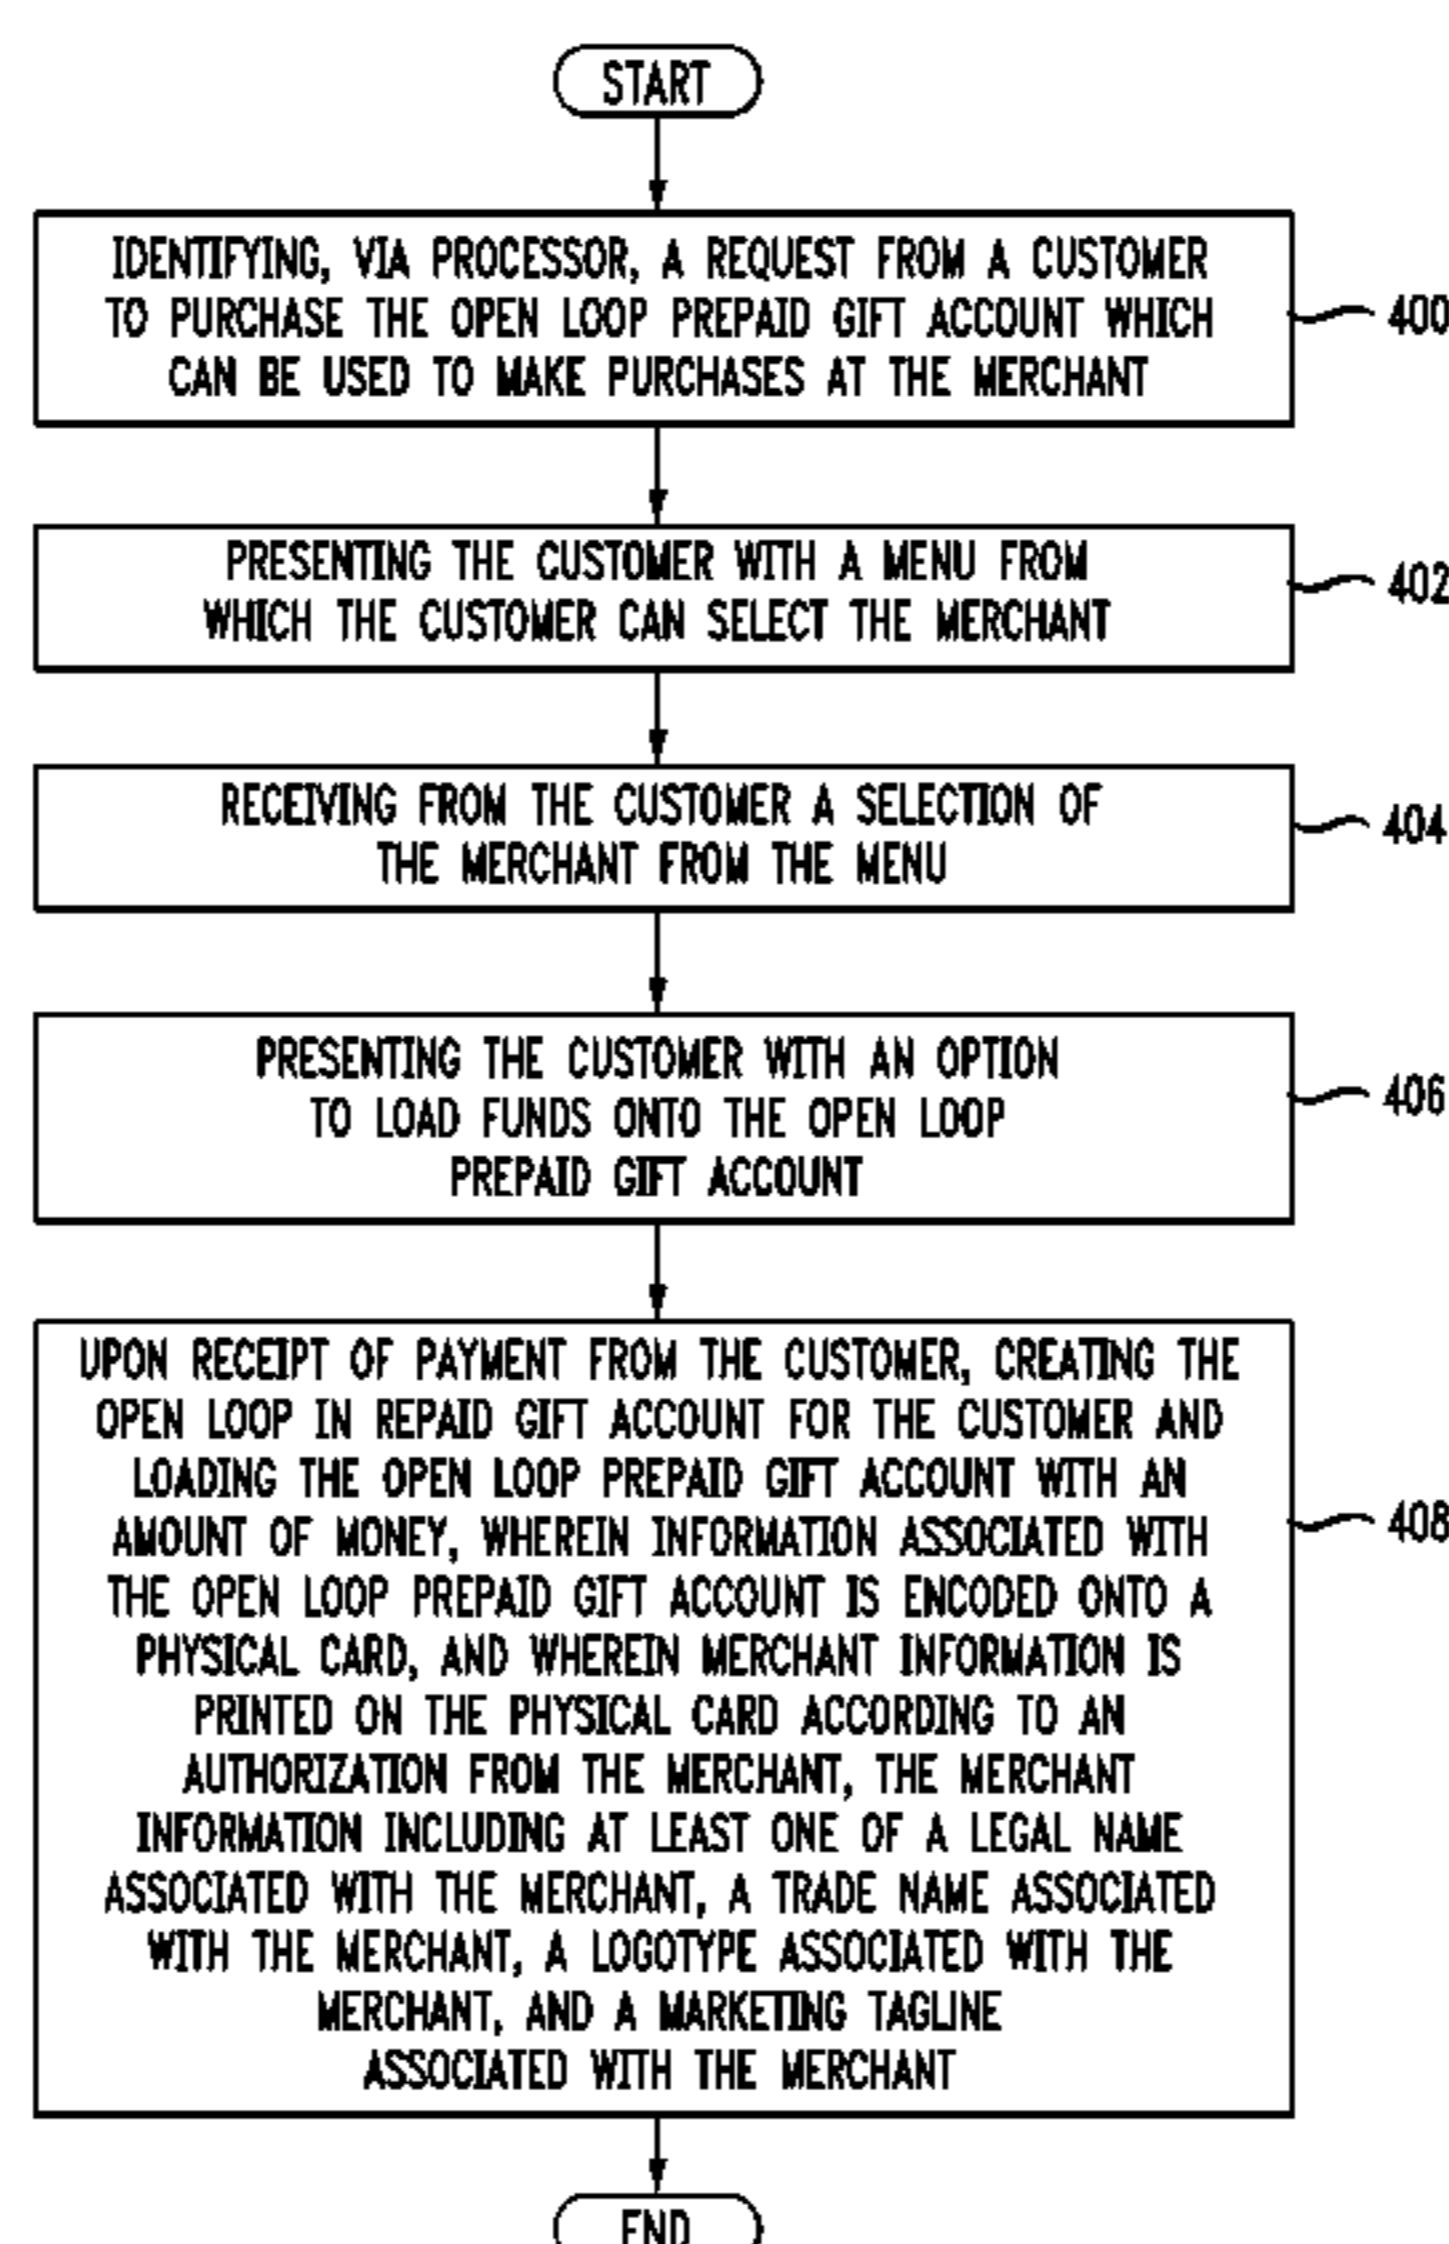 START
IDENTIFYING, VIA PROCESSOR, A REQUEST FROM A CUSTOMER
TO PURCHASE THE OPEN LOOP PREPAID GIFT ACCOUNT WHICH
CAN BE USED TO MAKE PURCHASES AT THE MERCHANT
400
PRESENTING THE CUSTOMER WITH A MENU FROM
WHICH THE CUSTOMER CAN SELECT THE MERCHANT
402
RECEIVING FROM THE CUSTOMER A SELECTION OF
THE MERCHANT FROM THE MENU
404
PRESENTING THE CUSTOMER WITH AN OPTION
TO LOAD FUNDS ONTO THE OPEN LOOP
PREPAID GIFT ACCOUNT
406
UPON RECEIPT OF PAYMENT FROM THE CUSTOMER, CREATING THE
OPEN LOOP IN REPAID GIFT ACCOUNT FOR THE CUSTOMER AND
LOADING THE OPEN LOOP PREPAID GIFT ACCOUNT WITH AN
AMOUNT OF MONEY, WHEREIN INFORMATION ASSOCIATED WITH
THE OPEN LOOP PREPAID GIFT ACCOUNT IS ENCODED ONTO A
PHYSICAL CARD, AND WHEREIN MERCHANT INFORMATION IS
PRINTED ON THE PHYSICAL CARD ACCORDING TO AN
AUTHORIZATION FROM THE MERCHANT, THE MERCHANT
INFORMATION INCLUDING AT LEAST ONE OF A LEGAL NAME
ASSOCIATED WITH THE MERCHANT, A TRADE NAME ASSOCIATED
WITH THE MERCHANT, A LOGOTYPE ASSOCIATED WITH THE
MERCHANT, AND A MARKETING TAGLINE
ASSOCIATED WITH THE MERCHANT
408
END